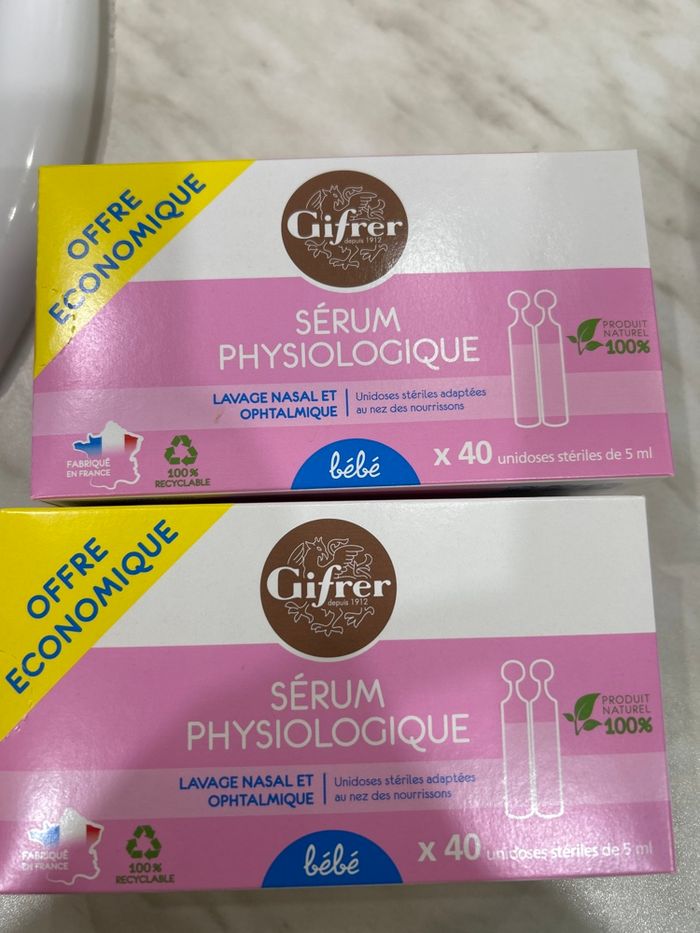 OFFRE
ECONOMIQUE
Gifrer
depuis 1912
SÉRUM
PHYSIOLOGIQUE
PRODUIT
NATUREL
100%
LAVAGE NASAL ET
OPHTALMIQUE
Unidoses stériles adaptées
au nez des nourrissons
FABRIQUÉ
EN FRANCE
100%
RECYCLABLE
bébé
x 40 unidoses stériles de 5 ml
OFFRE
ECONOMIQUE
Gifrer
depuis 1912
SÉRUM
PHYSIOLOGIQUE
PRODUIT
NATUREL
100%
LAVAGE NASAL ET
OPHTALMIQUE
Unidoses stériles adaptées
au nez des nourrissons
FABRIQUÉ
EN FRANCE
100%
RECYCLABLE
bébé
x 40 unidoses stériles de 5 ml